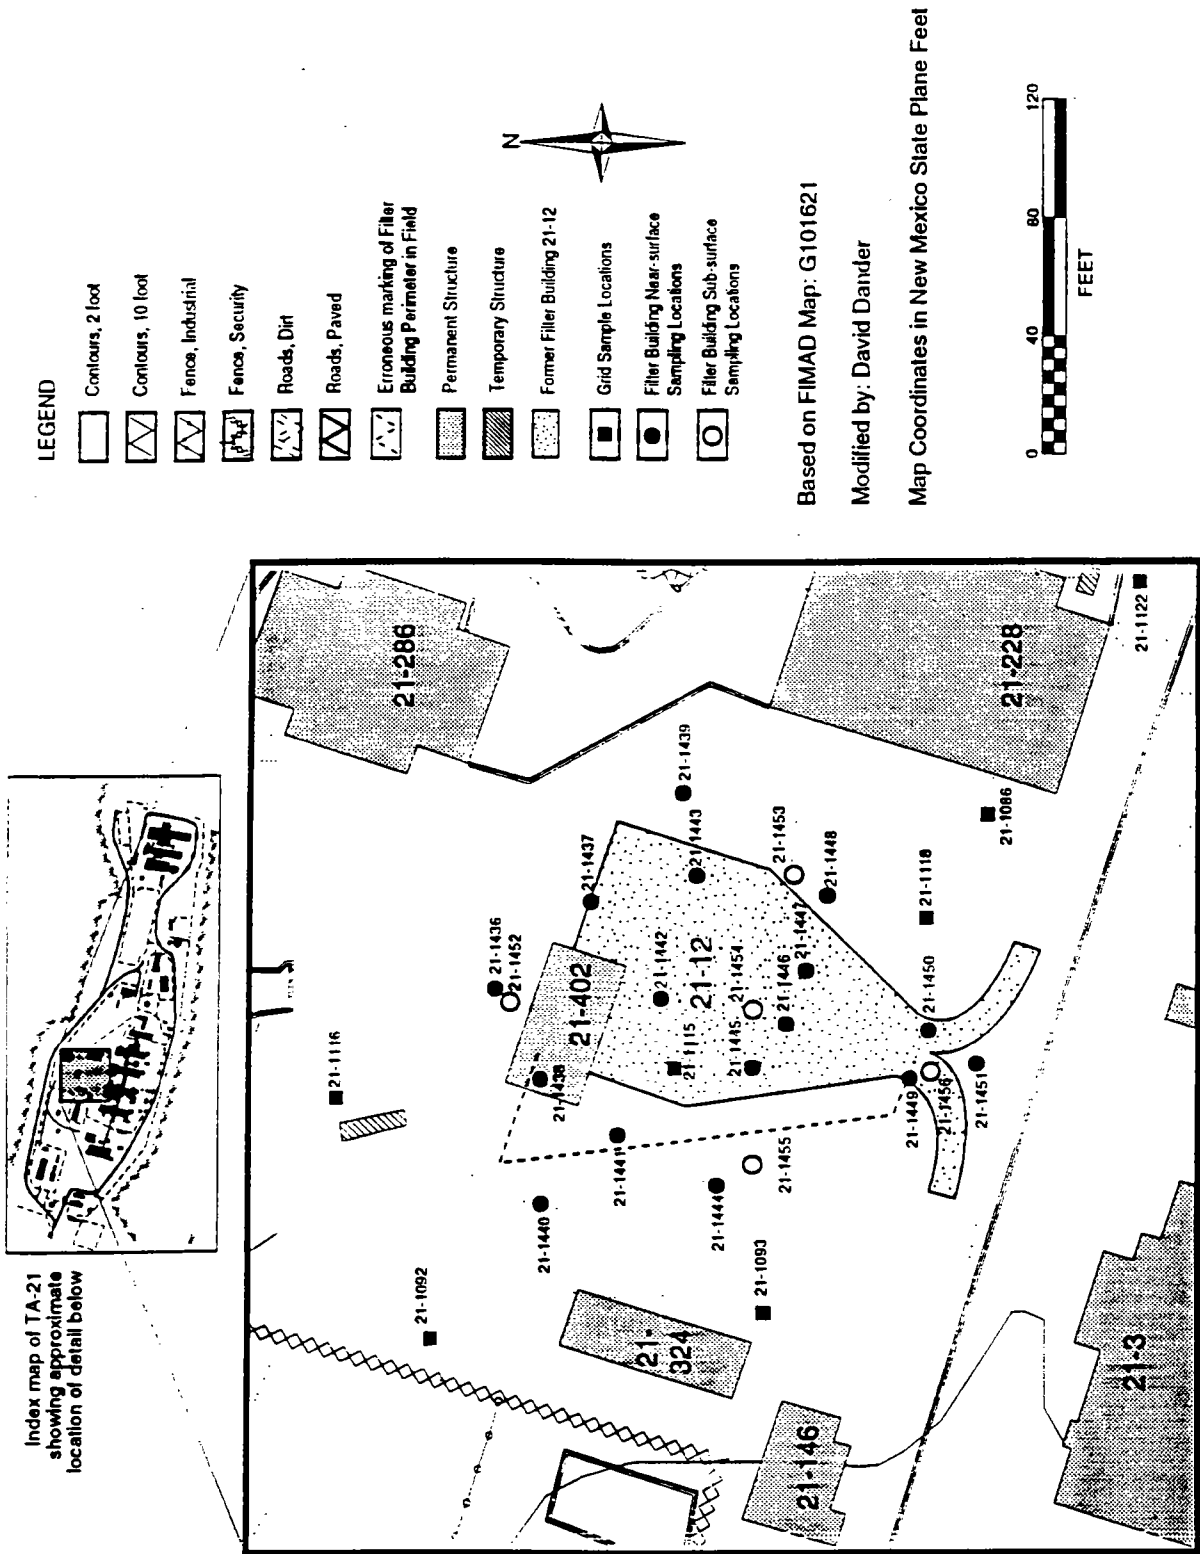 Index map of TA-21
showing approximate
location of detail below
LEGEND
Contours, 2 foot
Contours, 10 foot
Fence, Industrial
Fence, Security
Roads, Dirt
Roads, Paved
Erroneous marking of Filter
Building Perimeter in Field
Permanent Structure
Temporary Structure
Former Filter Building 21-12
Grid Sample Locations
Filter Building Near-surface
Sampling Locations
Filter Building Sub-surface
Sampling Locations
N
Based on FIMAD Map: G101621
Modified by: David Dander
Map Coordinates in New Mexico State Plane Feet
0
40
80
120
FEET
21-286
21-1116
21-1092
21-1436
21-1452
21-1437
21-402
21-1438
21-1440
21-1441
21-1439
21-1443
21-1442
21-12
21-1115
21-1444
21-324
21-1453
21-1454
21-1445
21-1455
21-1093
21-1448
21-1447
21-1446
21-146
21-228
21-1118
21-1450
21-1449
21-1456
21-1451
21-1086
21-1122
21-3